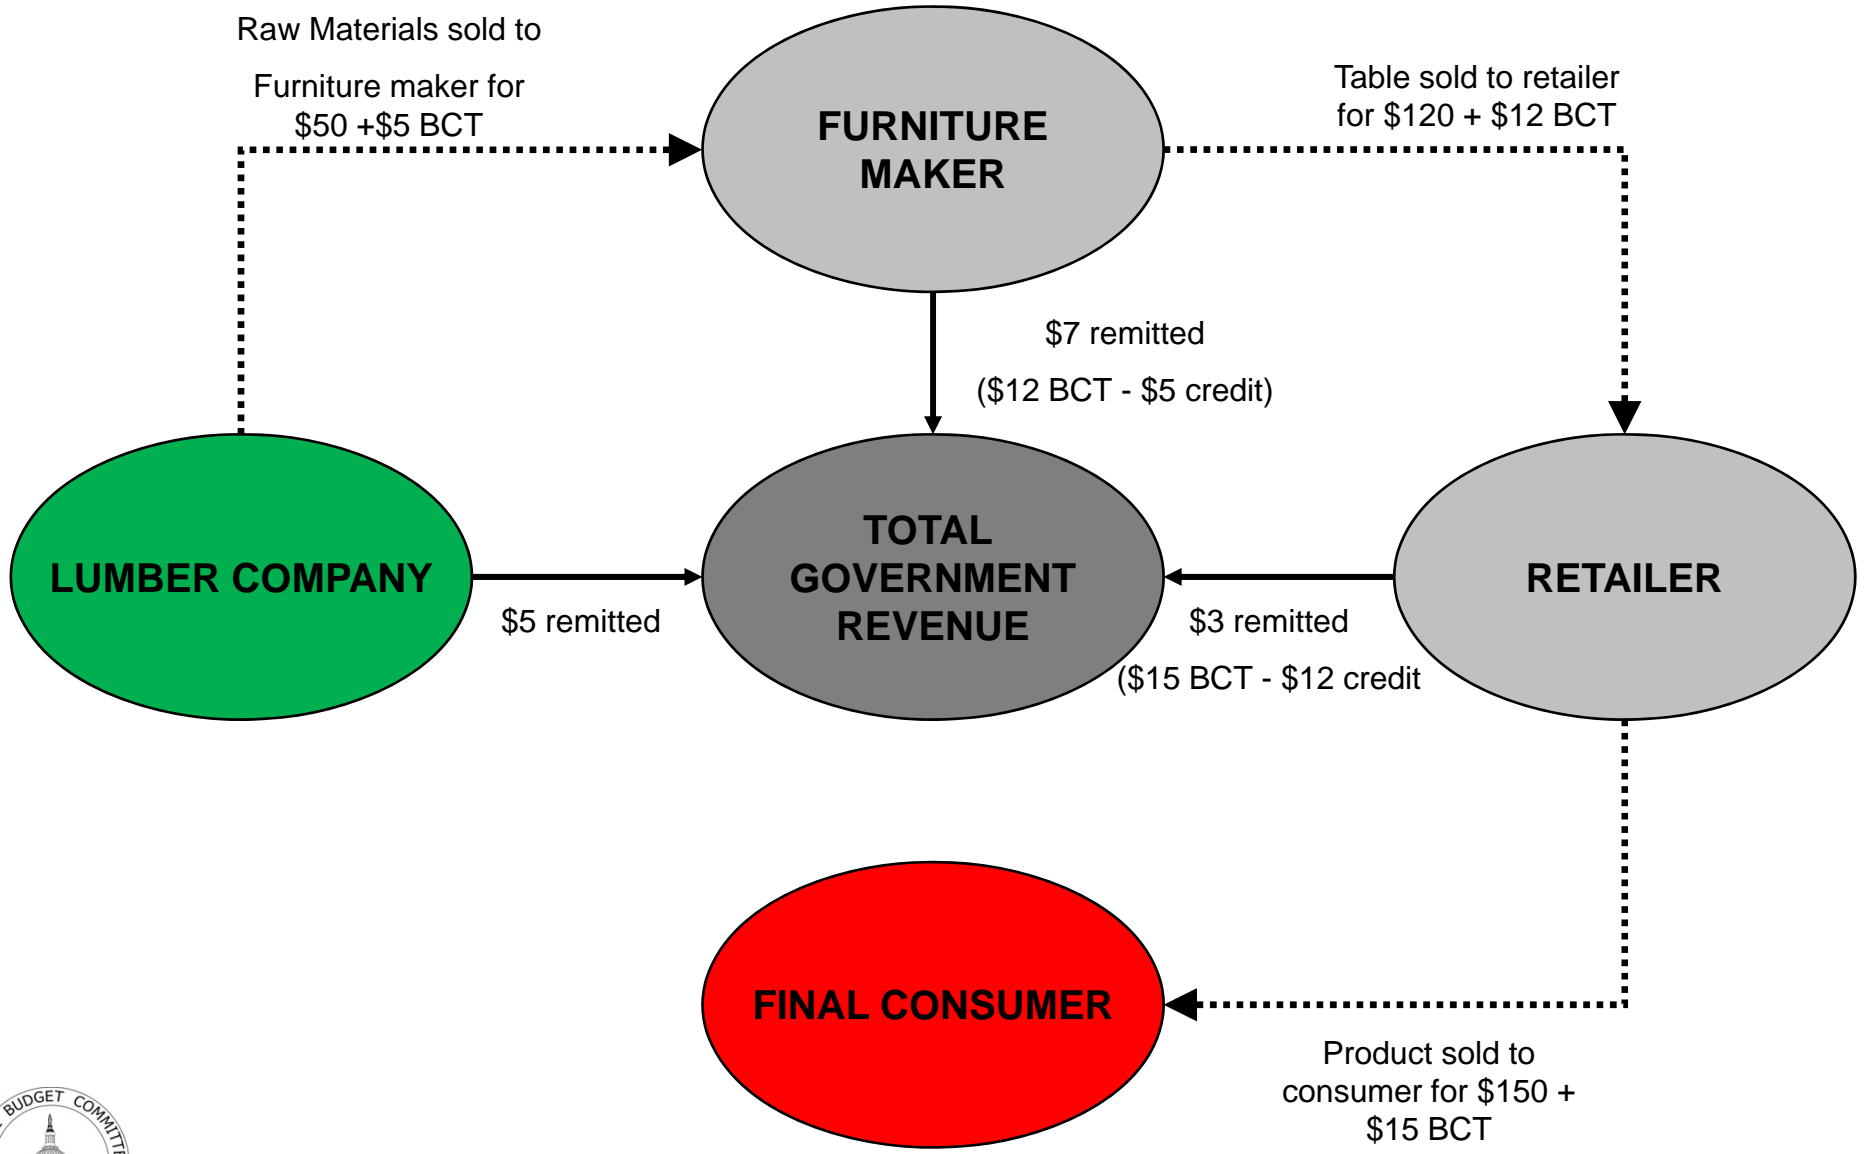 Raw Materials sold to
Furniture maker for
$50 +$5 BCT
FURNITURE
MAKER
Table sold to retailer
for $120 + $12 BCT
$7 remitted
($12 BCT - $5 credit)
LUMBER COMPANY
$5 remitted
TOTAL
GOVERNMENT
REVENUE
$3 remitted
($15 BCT - $12 credit
RETAILER
FINAL CONSUMER
Product sold to
consumer for $150 +
$15 BCT
BUDGET